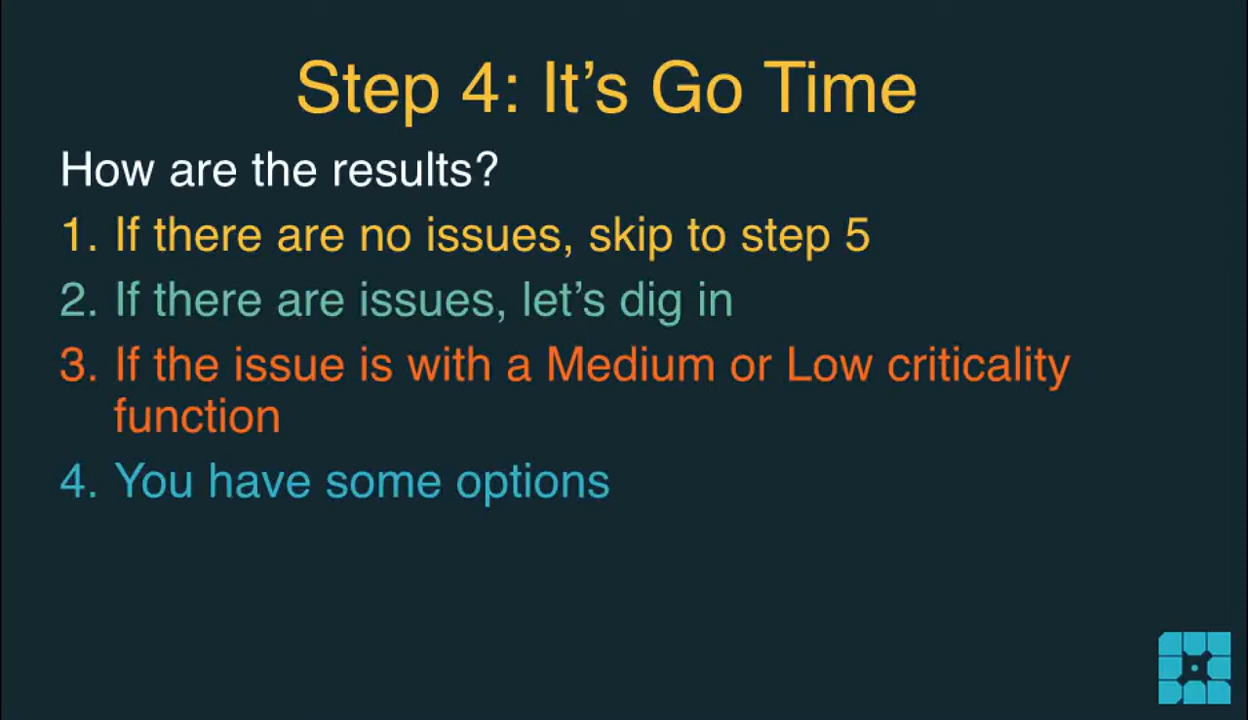 Step 4: It’s Go Time
How are the results?
1. If there are no issues, skip to step 5
2. If there are issues, let’s dig in
3. If the issue is with a Medium or Low criticality
function
4. You have some options